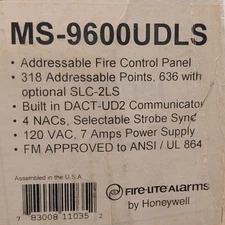 MS-9600UDLS
• Addressable Fire Control Panel
• 318 Addressable Points, 636 with
optional SLC-2LS
• Built in DACT-UD2 Communicator
• 4 NACs, Selectable Strobe Sync
• 120 VAC, 7 Amps Power Supply
• FM APPROVED to ANSI / UL 864
Assembled in the U.S.A.
7 83008 11035 2
FIRE•LITE ALARMS
by Honeywell